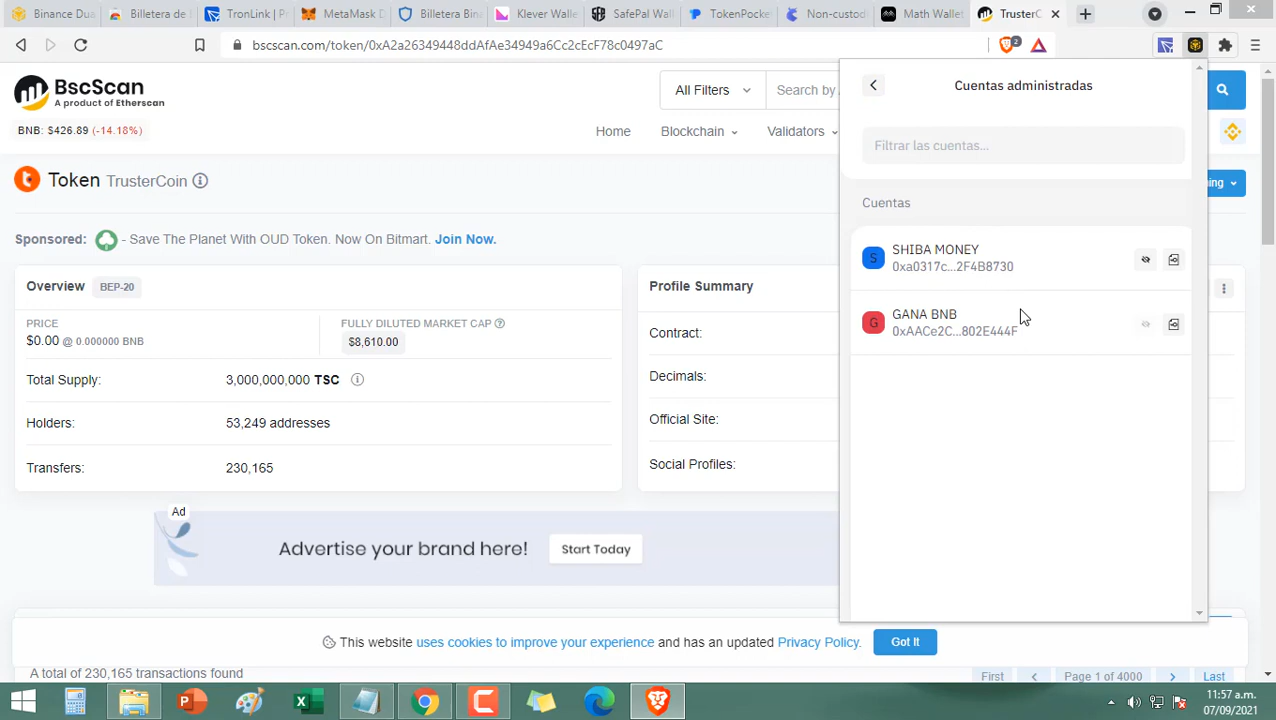 Binance Dua
Billetera de
TronLink | P
MetaMask D
Billetera Bin
Klever Walle
SafePal Wall
TokenPocke
Non-custod
Math Wallet
TrusterC
bscscan.com/token/0xA2a26349448ddAfAe34949a6Cc2cEcF78c0497aC
2
BscScan
A product of Etherscan
All Filters
Search by
BNB: $426.89 (-14.18%)
Home
Blockchain
Validators
Token TrusterCoin
ing
Sponsored: - Save The Planet With OUD Token. Now On Bitmart. Join Now.
Overview BEP-20
PRICE
$0.00 @ 0.000000 BNB
FULLY DILUTED MARKET CAP
$8,610.00
Total Supply: 3,000,000,000 TSC
Holders: 53,249 addresses
Transfers: 230,165
Profile Summary
Contract:
Decimals:
Official Site:
Social Profiles:
Cuentas administradas
Filtrar las cuentas...
Cuentas
S
SHIBA MONEY
0xa0317c...2F4B8730
G
GANA BNB
0xAACe2C...802E444F
Ad
Advertise your brand here! Start Today
This website uses cookies to improve your experience and has an updated Privacy Policy. Got It
A total of 230,165 transactions found
First Page 1 of 4000 Last
11:57 a.m.
07/09/2021